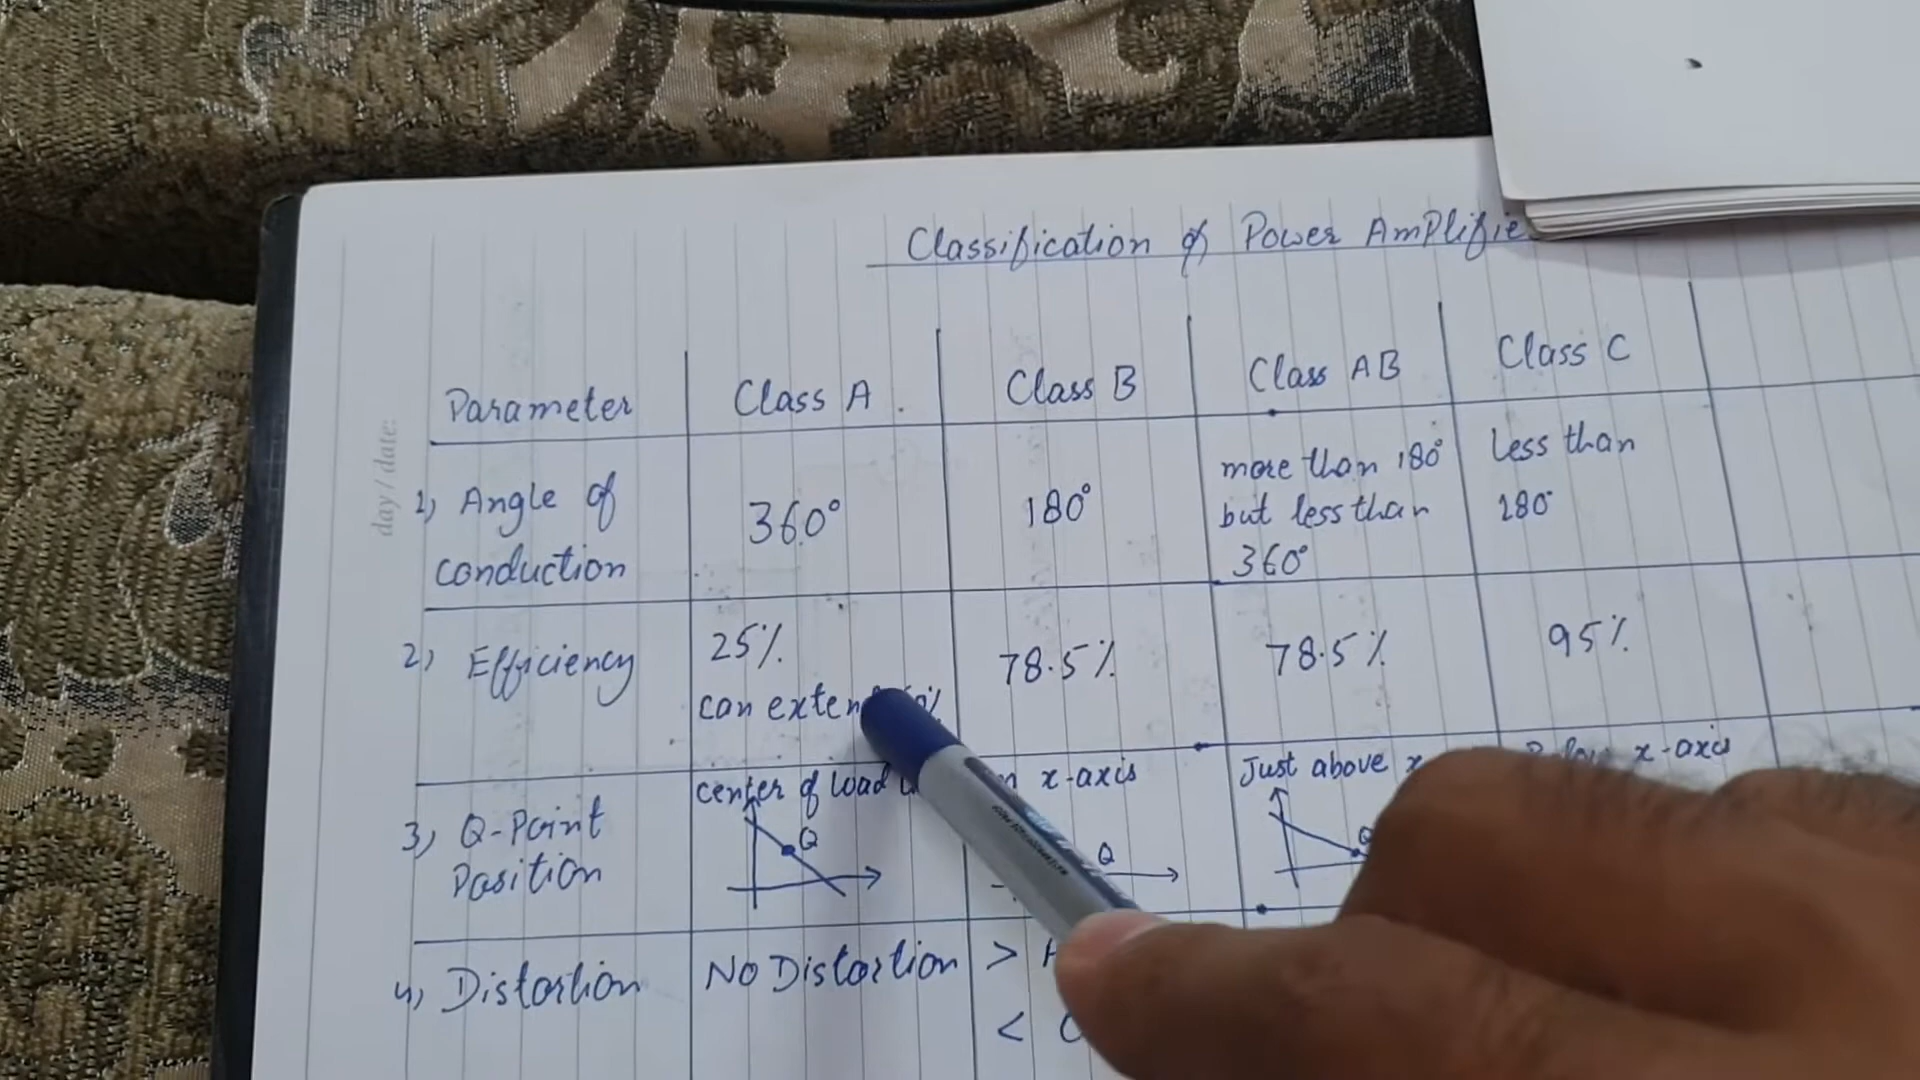 Classification of Power Amplifie
day/date:
Parameter
Class A
Class B
Class AB
Class C
1) Angle of
conduction
360°
180°
more than 180°
but less than
360°
Less than
180°
2) Efficiency
25%
can exten
78.5%
78.5%
95%
3) Q-Point
Position
center of load
Q
x-axis
Q
Just above x
x-axis
4) Distortion
No Distortion
>
<